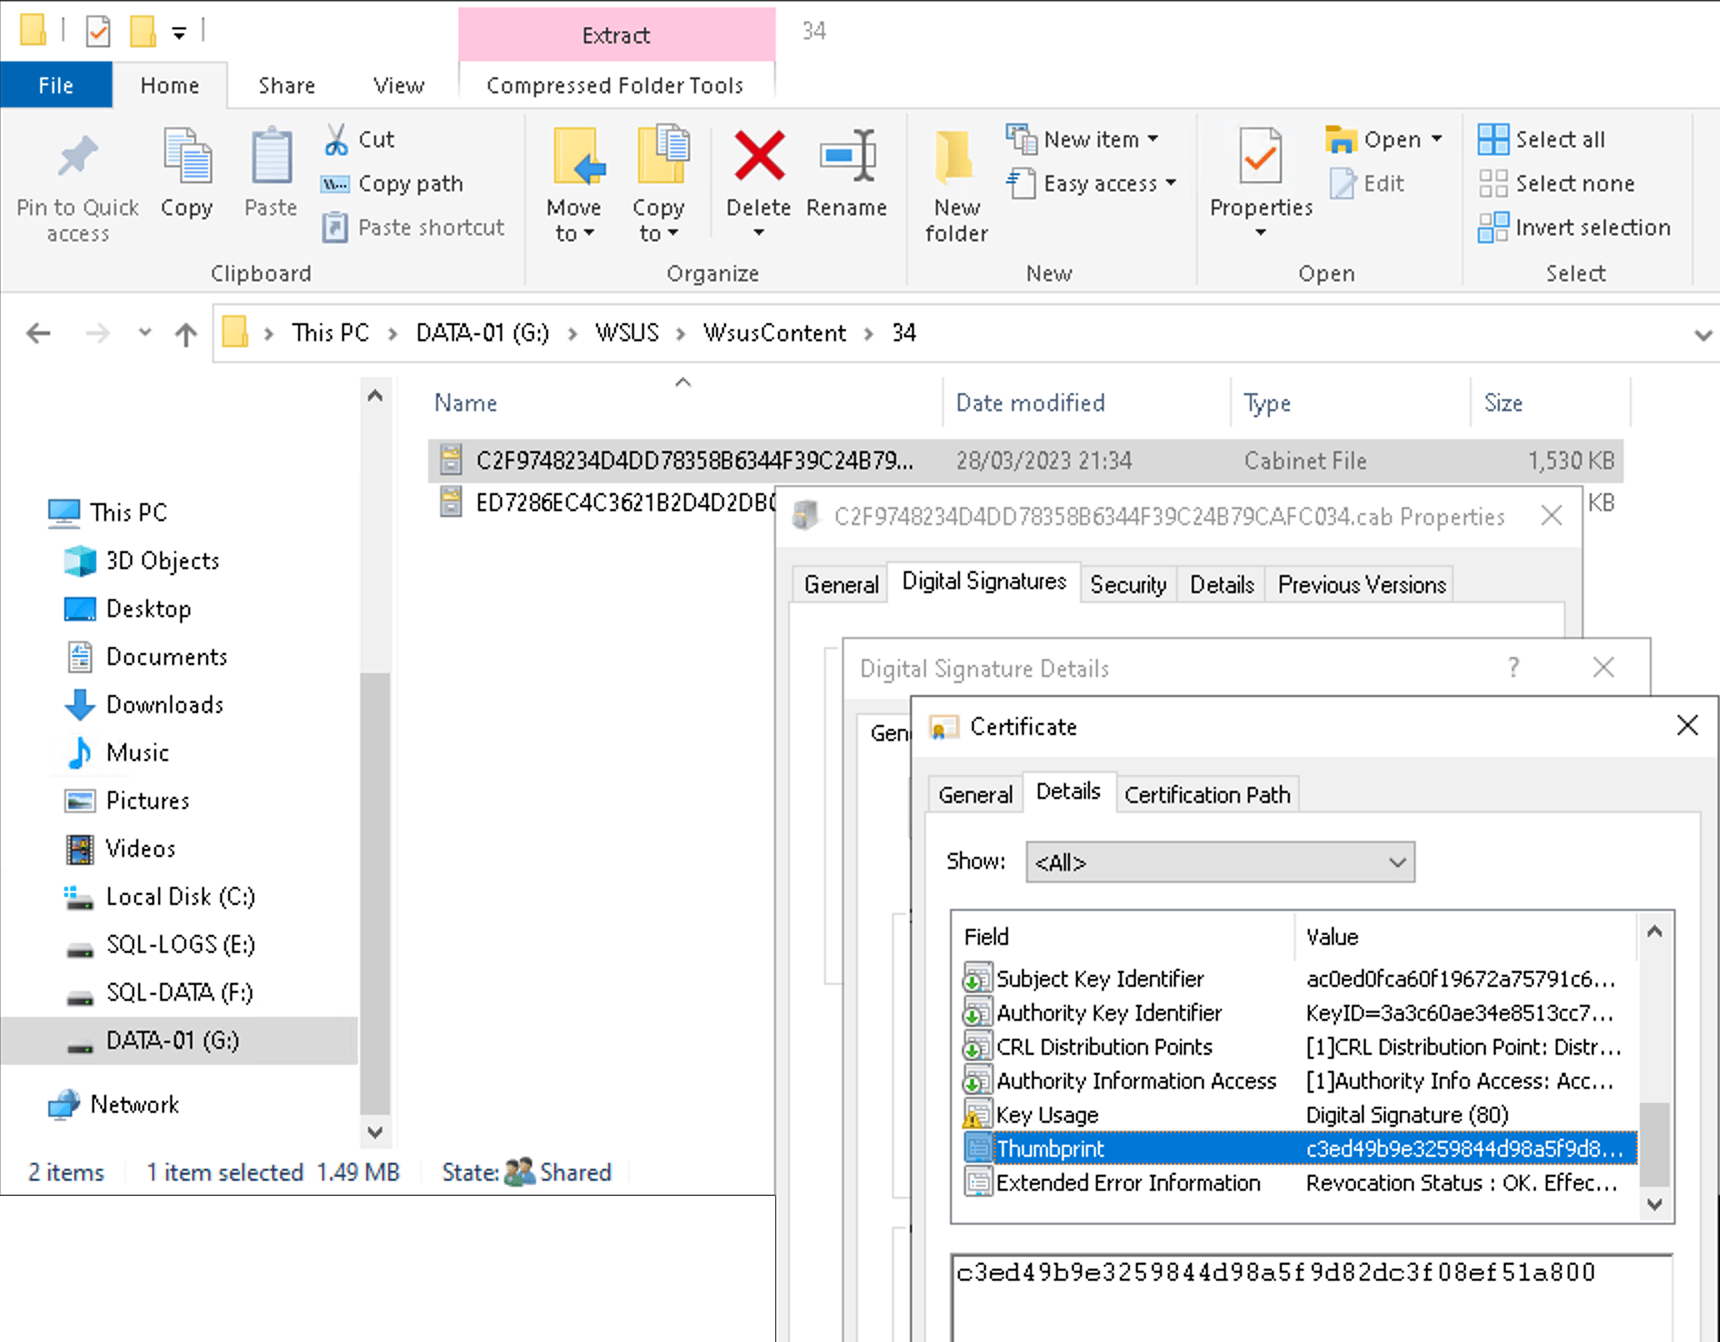 Extract
34
File
Home
Share
View
Compressed Folder Tools
Pin to Quick access
Copy
Paste
Cut
Copy path
Paste shortcut
Clipboard
Move to
Copy to
Delete
Rename
Organize
New folder
New item
Easy access
New
Properties
Open
Edit
Open
Select all
Select none
Invert selection
Select
This PC > DATA-01 (G:) > WSUS > WsusContent > 34
Name
Date modified
Type
Size
C2F9748234D4DD78358B6344F39C24B79...
28/03/2023 21:34
Cabinet File
1,530 KB
ED7286EC4C3621B2D4D2DB
KB
This PC
3D Objects
Desktop
Documents
Downloads
Music
Pictures
Videos
Local Disk (C:)
SQL-LOGS (E:)
SQL-DATA (F:)
DATA-01 (G:)
Network
2 items
1 item selected 1.49 MB
State: Shared
C2F9748234D4DD78358B6344F39C24B79CAFC034.cab Properties
General
Digital Signatures
Security
Details
Previous Versions
Digital Signature Details
?
Gen
Certificate
General
Details
Certification Path
Show:
<All>
Field
Value
Subject Key Identifier
ac0ed0fca60f19672a75791c6...
Authority Key Identifier
KeyID=3a3c60ae34e8513cc7...
CRL Distribution Points
[1]CRL Distribution Point: Distr...
Authority Information Access
[1]Authority Info Access: Acc...
Key Usage
Digital Signature (80)
Thumbprint
c3ed49b9e3259844d98a5f9d8...
Extended Error Information
Revocation Status : OK. Effec...
c3ed49b9e3259844d98a5f9d82dc3f08ef51a800